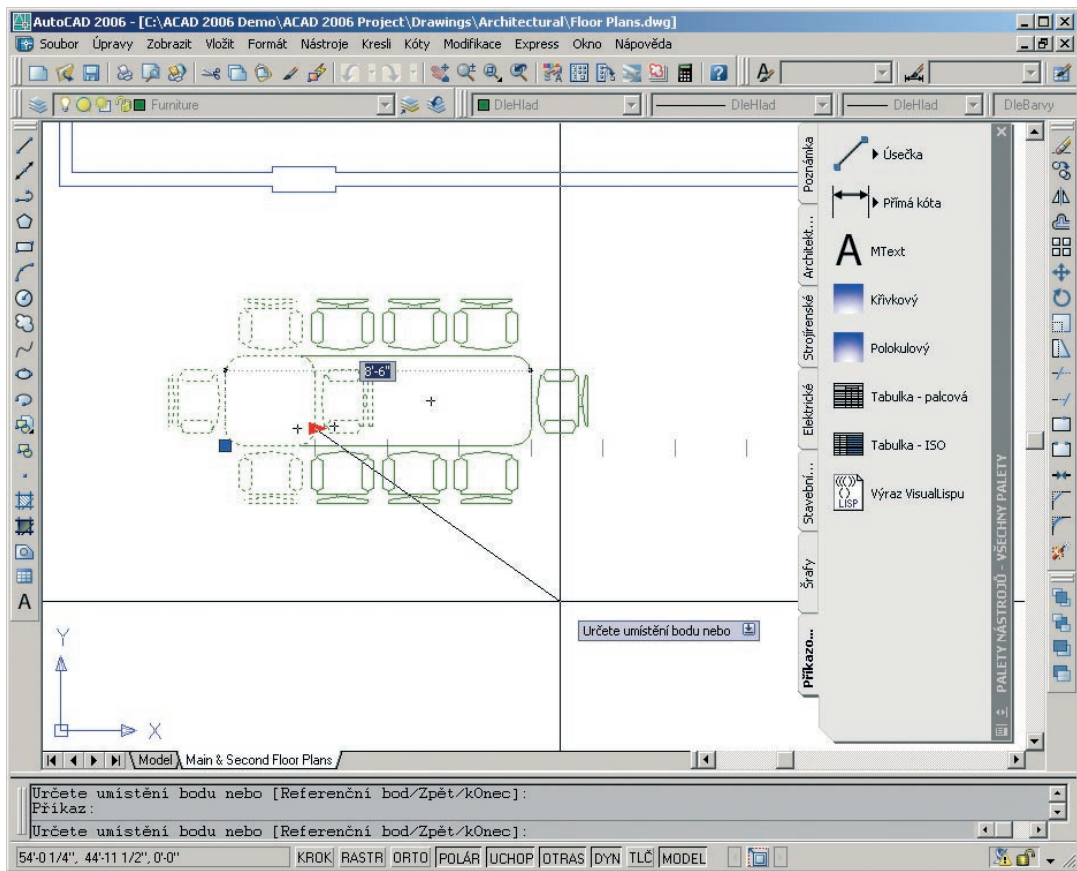 AutoCAD 2006 - [C:\ACAD 2006 Demo\ACAD 2006 Project\Drawings\Architectural\Floor Plans.dwg]
Soubor Úpravy Zobrazit Vložit Formát Nástroje Kresli Kóty Modifikace Express Okno Nápověda
Furniture DleHlad DleHlad DleHlad DleBarvy
Poznámka
Architekt...
Strojírenské
Elektrické
Stavební...
Šrafy
Příkazo...
Úsečka
Přímá kóta
A MText
Křivkový
Polokulový
Tabulka - palcová
Tabulka - ISO
LISP Výraz VisualLispu
PALETY NÁSTROJŮ - VŠECHNY PALETY
8'-6"
A
Určete umístění bodu nebo
Y
X
Model Main & Second Floor Plans
Určete umístění bodu nebo [Referenční bod/Zpět/kOnec]:
Příkaz:
Určete umístění bodu nebo [Referenční bod/Zpět/kOnec]:
54'-0 1/4", 44'-11 1/2", 0'-0" KROK RASTR ORTO POLÁR UCHOP OTRAS DYN TLČ MODEL